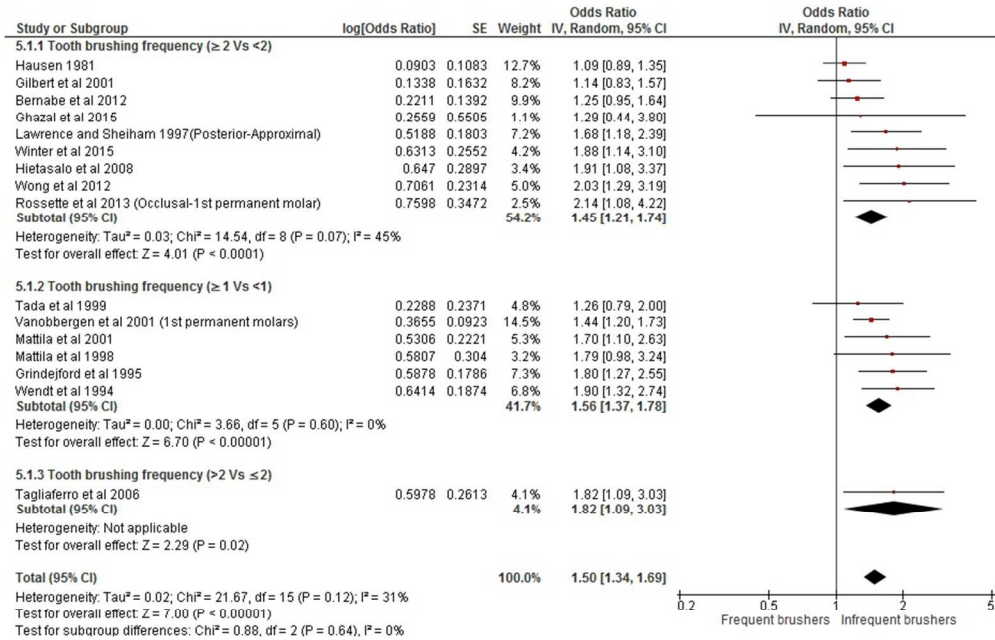 Odds Ratio Odds Ratio
Study or Subgroup log[Odds Ratio] SE Weight IV, Random, 95% CI IV, Random, 95% CI
5.1.1 Tooth brushing frequency (≥ 2 Vs <2)
Hausen 1981 0.0903 0.1083 12.7% 1.09 [0.89, 1.35]
Gilbert et al 2001 0.1338 0.1632 8.2% 1.14 [0.83, 1.57]
Bernabe et al 2012 0.2211 0.1392 9.9% 1.25 [0.95, 1.64]
Ghazal et al 2015 0.2559 0.5505 1.1% 1.29 [0.44, 3.80]
Lawrence and Sheiham 1997(Posterior-Approximal) 0.5188 0.1803 7.2% 1.68 [1.18, 2.39]
Winter et al 2015 0.6313 0.2552 4.2% 1.88 [1.14, 3.10]
Hietasalo et al 2008 0.647 0.2897 3.4% 1.91 [1.08, 3.37]
Wong et al 2012 0.7061 0.2314 5.0% 2.03 [1.29, 3.19]
Rossette et al 2013 (Occlusal-1st permanent molar) 0.7598 0.3472 2.5% 2.14 [1.08, 4.22]
Subtotal (95% CI) 54.2% 1.45 [1.21, 1.74]
Heterogeneity: Tau² = 0.03; Chi² = 14.54, df = 8 (P = 0.07); I² = 45%
Test for overall effect: Z = 4.01 (P < 0.0001)
5.1.2 Tooth brushing frequency (≥ 1 Vs <1)
Tada et al 1999 0.2288 0.2371 4.8% 1.26 [0.79, 2.00]
Vanobbergen et al 2001 (1st permanent molars) 0.3655 0.0923 14.5% 1.44 [1.20, 1.73]
Mattila et al 2001 0.5306 0.2221 5.3% 1.70 [1.10, 2.63]
Mattila et al 1998 0.5807 0.304 3.2% 1.79 [0.98, 3.24]
Grindejford et al 1995 0.5878 0.1786 7.3% 1.80 [1.27, 2.55]
Wendt et al 1994 0.6414 0.1874 6.8% 1.90 [1.32, 2.74]
Subtotal (95% CI) 41.7% 1.56 [1.37, 1.78]
Heterogeneity: Tau² = 0.00; Chi² = 3.66, df = 5 (P = 0.60); I² = 0%
Test for overall effect: Z = 6.70 (P < 0.00001)
5.1.3 Tooth brushing frequency (>2 Vs ≤2)
Tagliaferro et al 2006 0.5978 0.2613 4.1% 1.82 [1.09, 3.03]
Subtotal (95% CI) 4.1% 1.82 [1.09, 3.03]
Heterogeneity: Not applicable
Test for overall effect: Z = 2.29 (P = 0.02)
Total (95% CI) 100.0% 1.50 [1.34, 1.69]
Heterogeneity: Tau² = 0.02; Chi² = 21.67, df = 15 (P = 0.12); I² = 31%
Test for overall effect: Z = 7.00 (P < 0.00001)
Test for subgroup differences: Chi² = 0.88, df = 2 (P = 0.64), I² = 0%
0.2 0.5 1 2 5
Frequent brushers Infrequent brushers